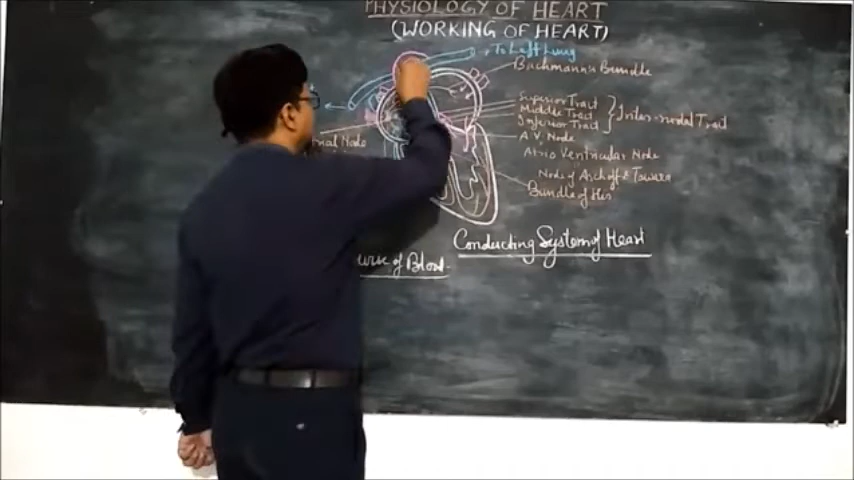 PHYSIOLOGY OF HEART
(WORKING OF HEART)
To Left Lung
Bachmann's Bundle
Superior Tract
Middle Tract
Inferior Tract
Inter-nodal Tract
A.V. Node
nal Node
Atrio Ventricular Node
Node of Aschoff & Towara
Bundle of His
Conducting System of Heart
of Blood